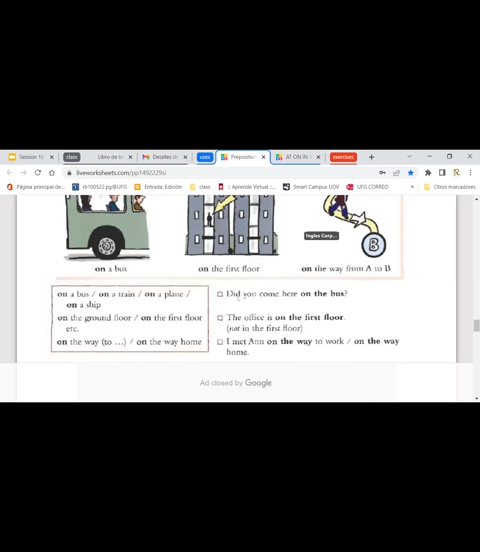 Session 16
class
Libro de te
Detalles de
uses
Preposition
AT ON IN (
exercises
liveworksheets.com/pp1492229si
Página principal de...
rb100522.pg@UFG
Entrada: Edición
class
:: Aprende Virtual ::...
Smart Campus UDV
UFG CORREO
Otros marcadores
Ingles Corp...
B
on a bus
on the first floor
on the way from A to B
on a bus / on a train / on a plane /
on a ship
on the ground floor / on the first floor
etc.
on the way (to ...) / on the way home
Did you come here on the bus?
The office is on the first floor.
(not in the first floor)
I met Ann on the way to work / on the way
home.
Ad closed by Google